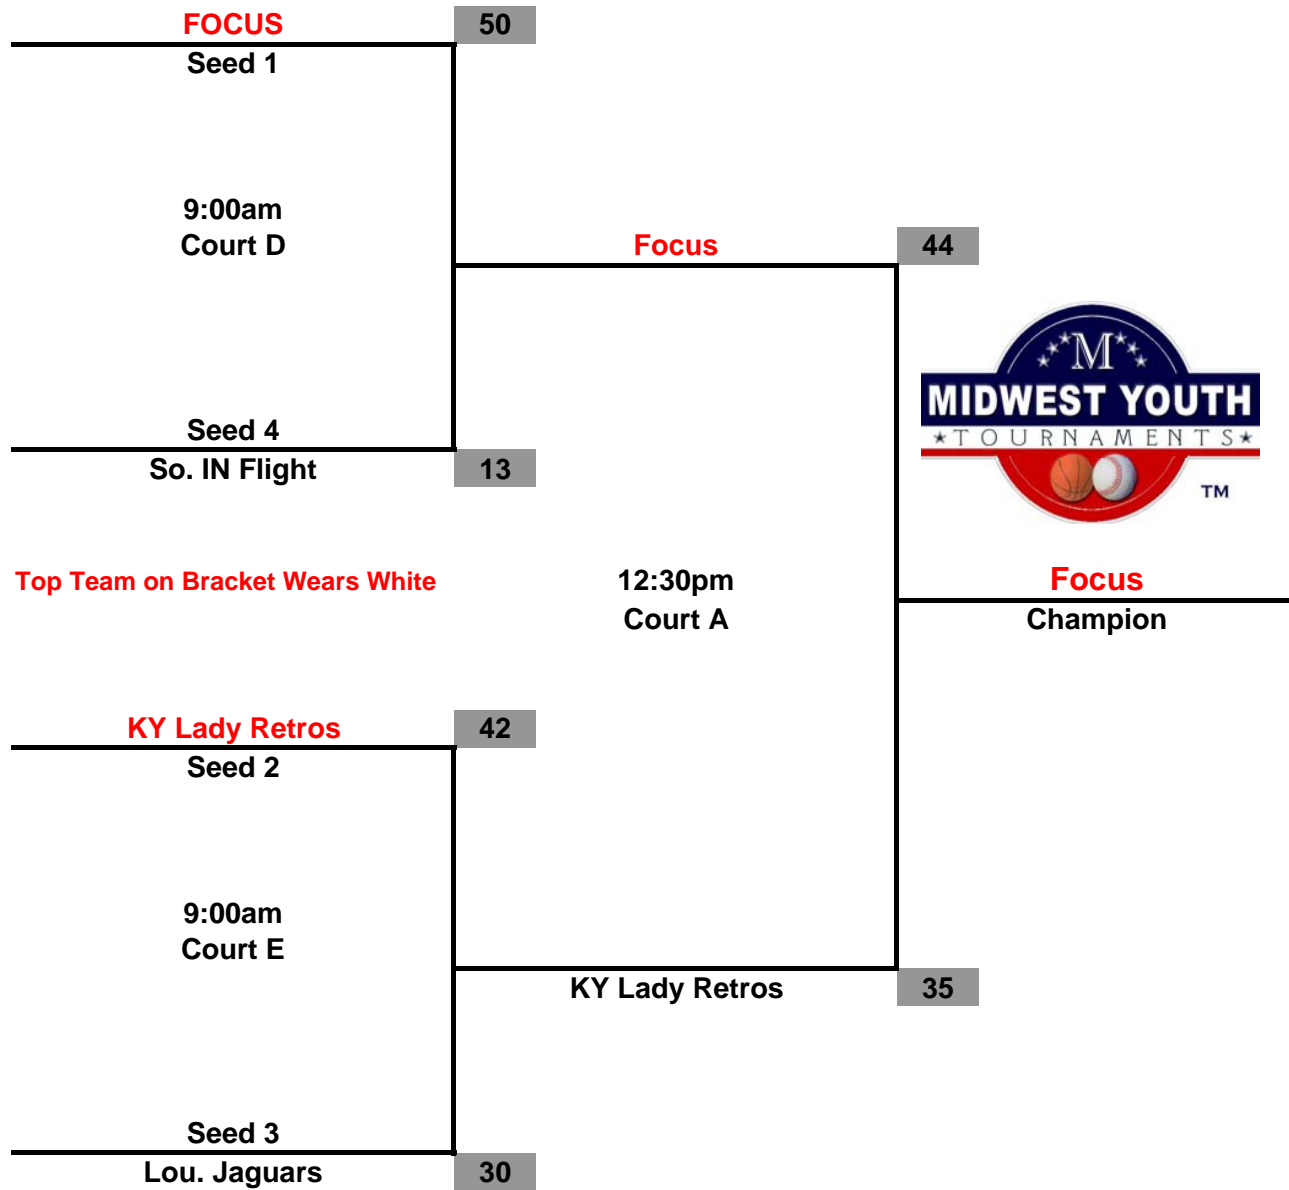 FOCUS 50
Seed 1
9:00am
Court D
Focus 44
M
MIDWEST YOUTH
★TOURNAMENTS★
TM
Seed 4
So. IN Flight 13
Top Team on Bracket Wears White
12:30pm
Court A
Focus
Champion
KY Lady Retros 42
Seed 2
9:00am
Court E
KY Lady Retros 35
Seed 3
Lou. Jaguars 30